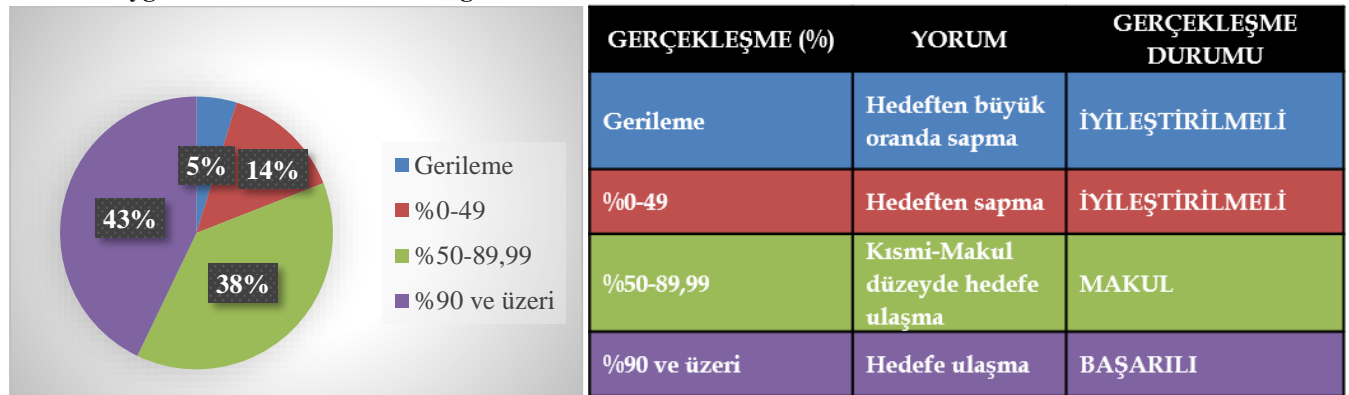 5%
14%
43%
38%
Gerileme
%0-49
%50-89,99
%90 ve üzeri
GERÇEKLEŞME (%) YORUM GERÇEKLEŞME
DURUMU
Gerileme Hedeften büyük
oranda sapma İYİLEŞTİRİLMELİ
%0-49 Hedeften sapma İYİLEŞTİRİLMELİ
%50-89,99 Kısmi-Makul
düzeyde hedefe
ulaşma MAKUL
%90 ve üzeri Hedefe ulaşma BAŞARILI